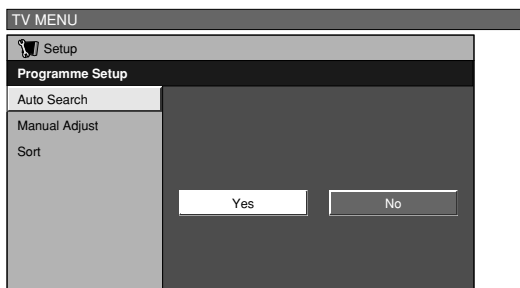 TV MENU
Setup
Programme Setup
Auto Search
Manual Adjust
Sort
Yes No